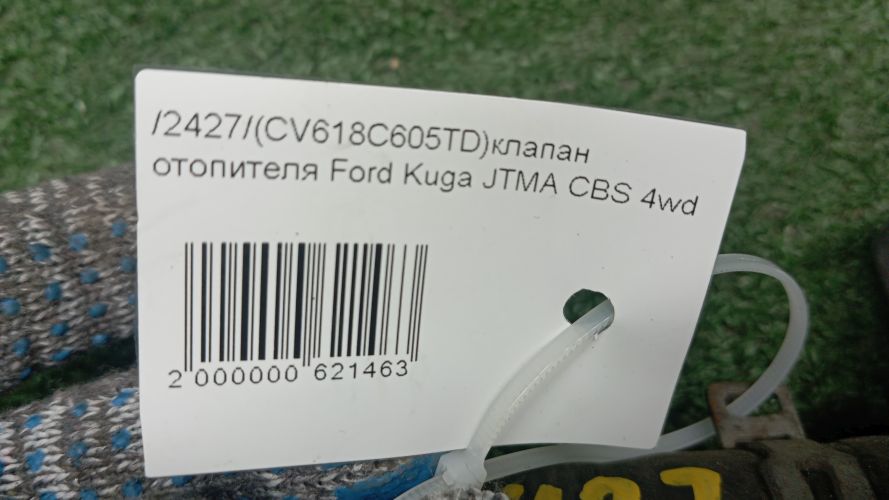 /2427/(CV618C605TD)клапан
отопителя Ford Kuga JTMA CBS 4wd
2 000000 621463